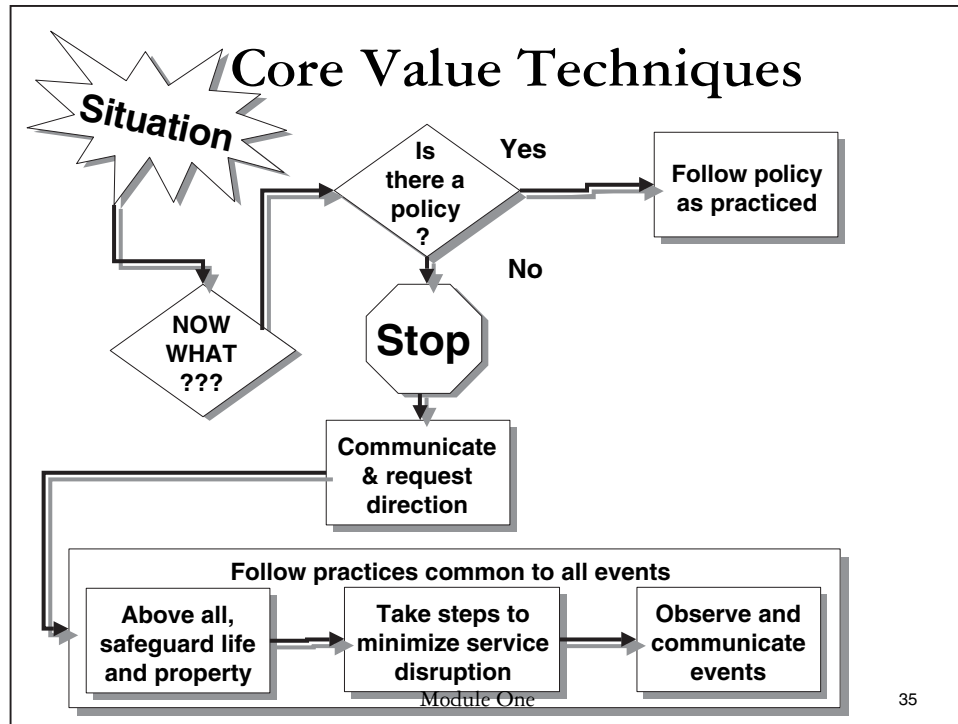 Core Value Techniques
Situation
Is
there a
policy
?
Yes
Follow policy
as practiced
No
NOW
WHAT
???
Stop
Communicate
& request
direction
Follow practices common to all events
Above all,
safeguard life
and property
Take steps to
minimize service
disruption
Observe and
communicate
events
Module One
35